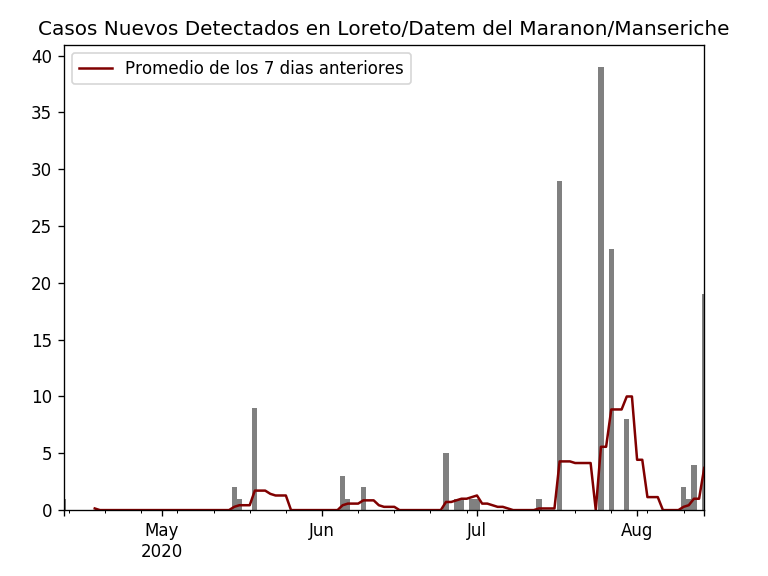 Casos Nuevos Detectados en Loreto/Datem del Maranon/Manseriche
Promedio de los 7 dias anteriores
40
35
30
25
20
15
10
5
0
May
2020
Jun
Jul
Aug